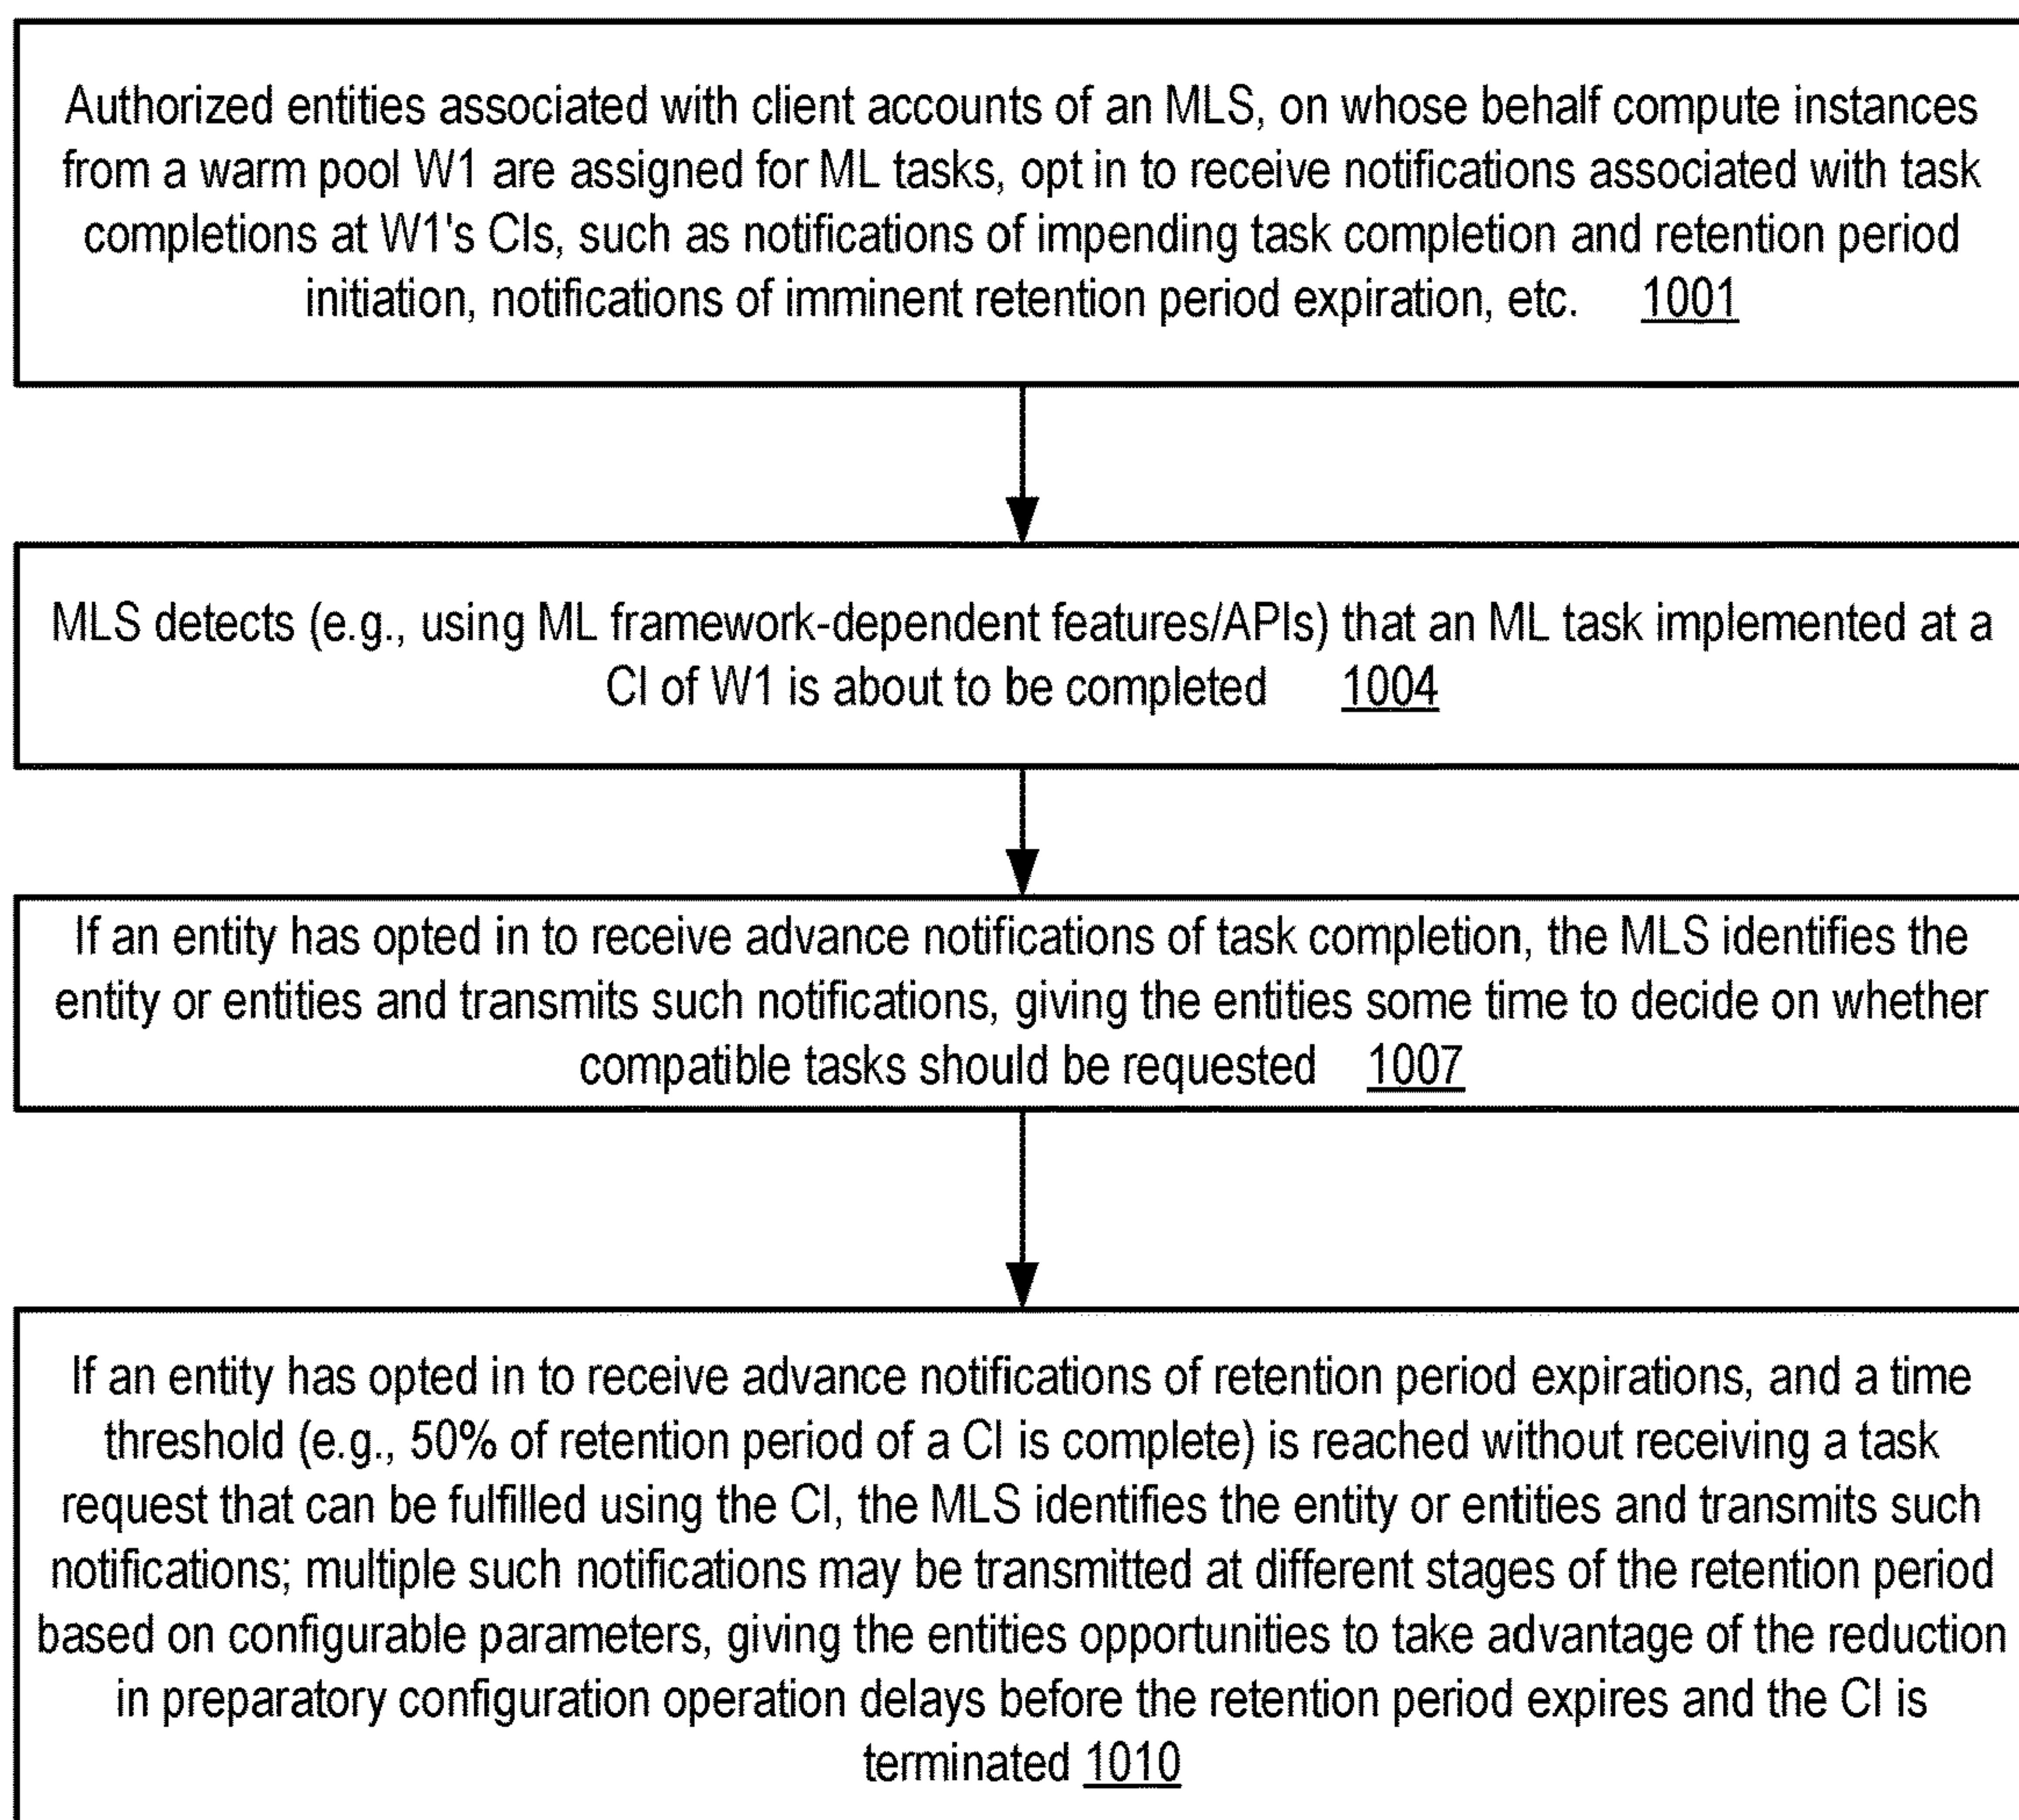 Authorized entities associated with client accounts of an MLS, on whose behalf compute instances
from a warm pool W1 are assigned for ML tasks, opt in to receive notifications associated with task
completions at W1's CIs, such as notifications of impending task completion and retention period
initiation, notifications of imminent retention period expiration, etc. 1001
MLS detects (e.g., using ML framework-dependent features/APIs) that an ML task implemented at a
CI of W1 is about to be completed 1004
If an entity has opted in to receive advance notifications of task completion, the MLS identifies the
entity or entities and transmits such notifications, giving the entities some time to decide on whether
compatible tasks should be requested 1007
If an entity has opted in to receive advance notifications of retention period expirations, and a time
threshold (e.g., 50% of retention period of a CI is complete) is reached without receiving a task
request that can be fulfilled using the CI, the MLS identifies the entity or entities and transmits such
notifications; multiple such notifications may be transmitted at different stages of the retention period
based on configurable parameters, giving the entities opportunities to take advantage of the reduction
in preparatory configuration operation delays before the retention period expires and the CI is
terminated 1010